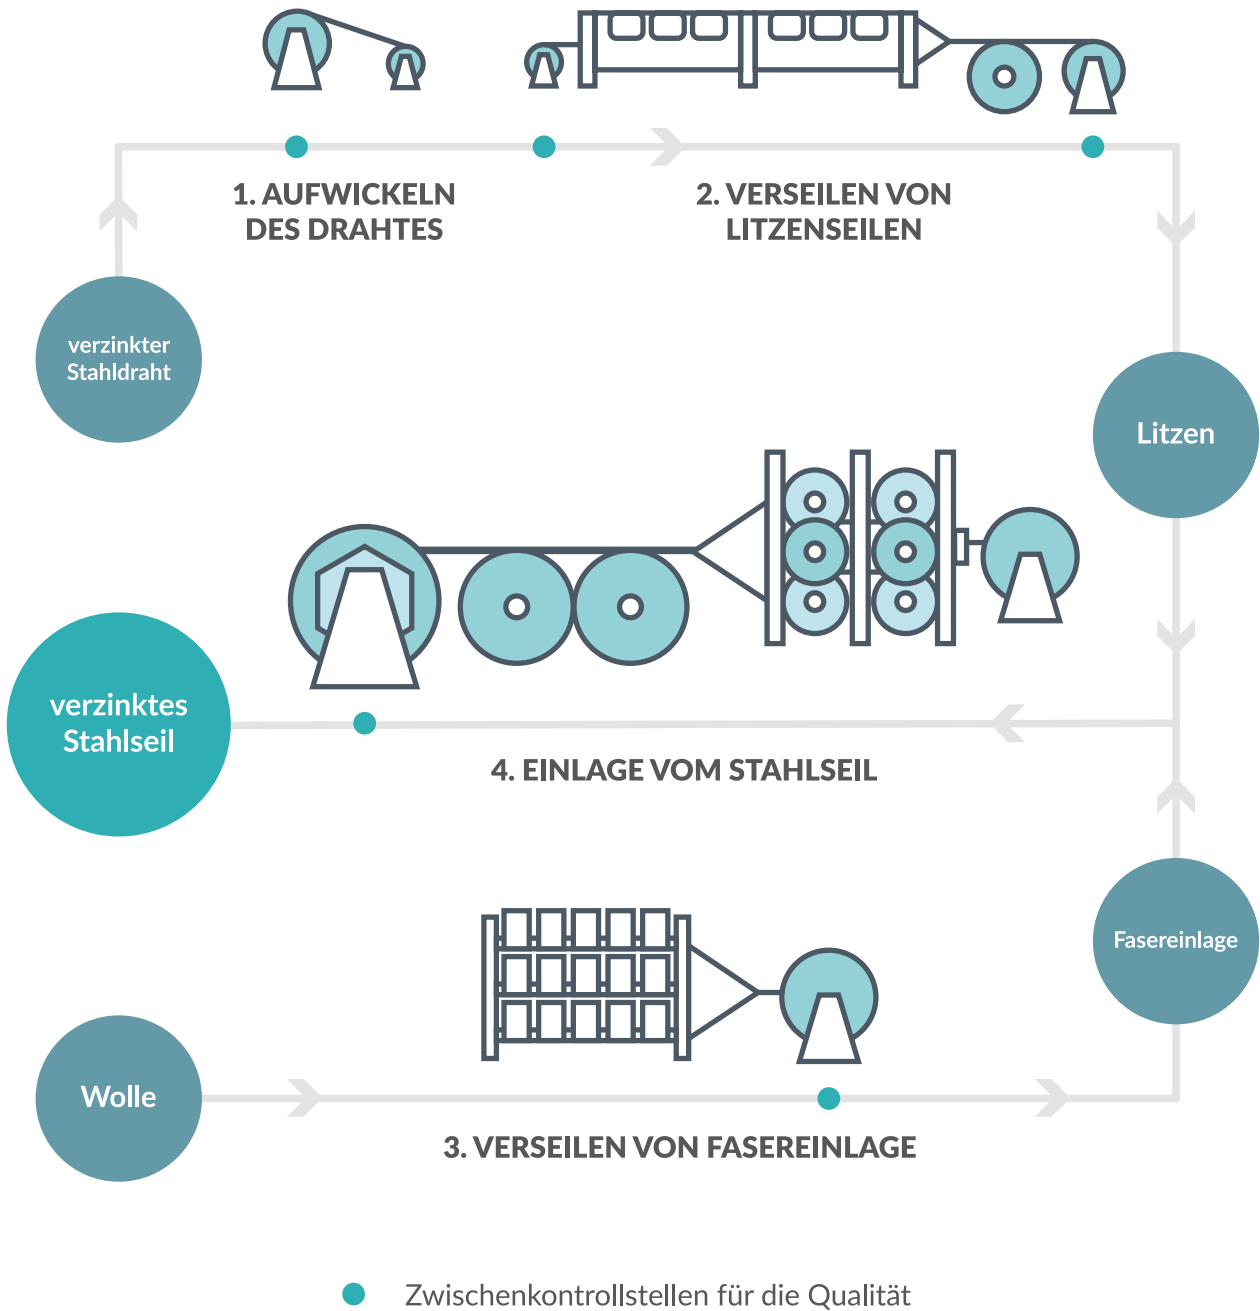 1. AUFWICKELN
DES DRAHTES
2. VERSEILEN VON
LITZENSEILEN
verzinkter
Stahldraht
Litzen
verzinktes
Stahlseil
4. EINLAGE VOM STAHLSEIL
Fasereinlage
Wolle
3. VERSEILEN VON FASEREINLAGE
Zwischenkontrollstellen für die Qualität